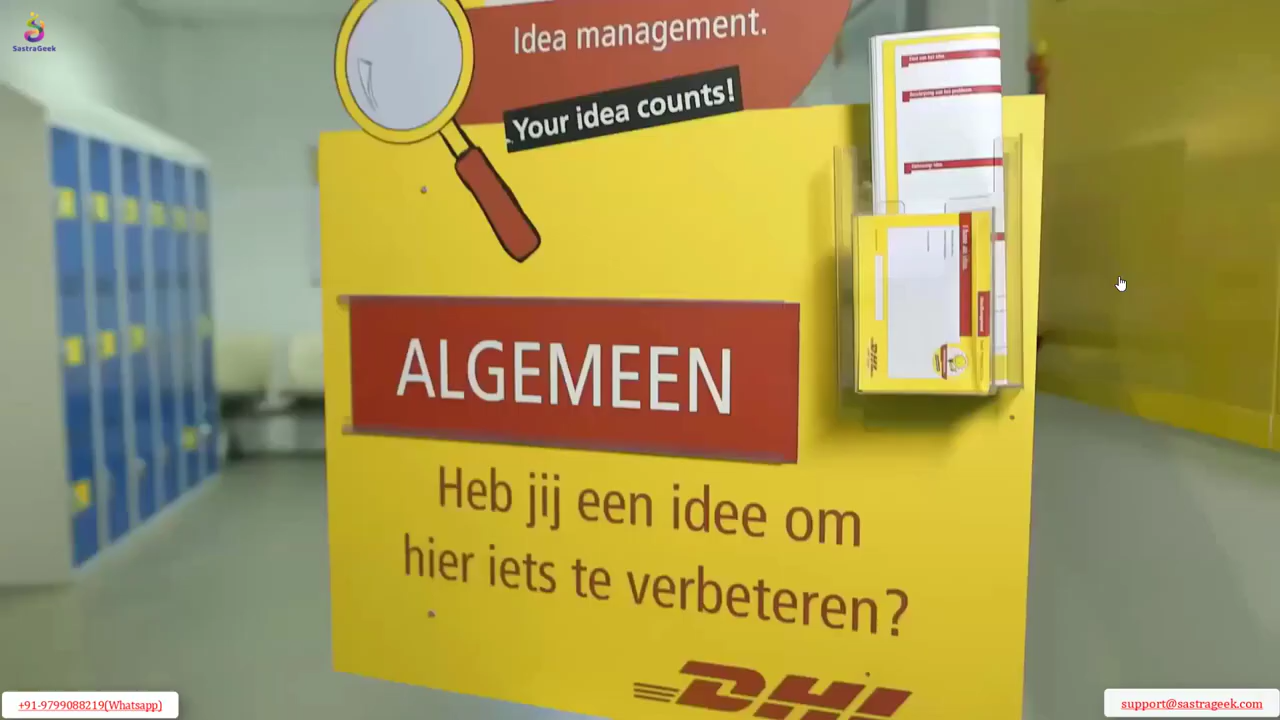 SastraGeek
Idea management.
Your idea counts!
ALGEMEEN
Heb jij een idee om
hier iets te verbeteren?
DHL
DHL
+91-9799088219(Whatsapp)
support@sastrageek.com